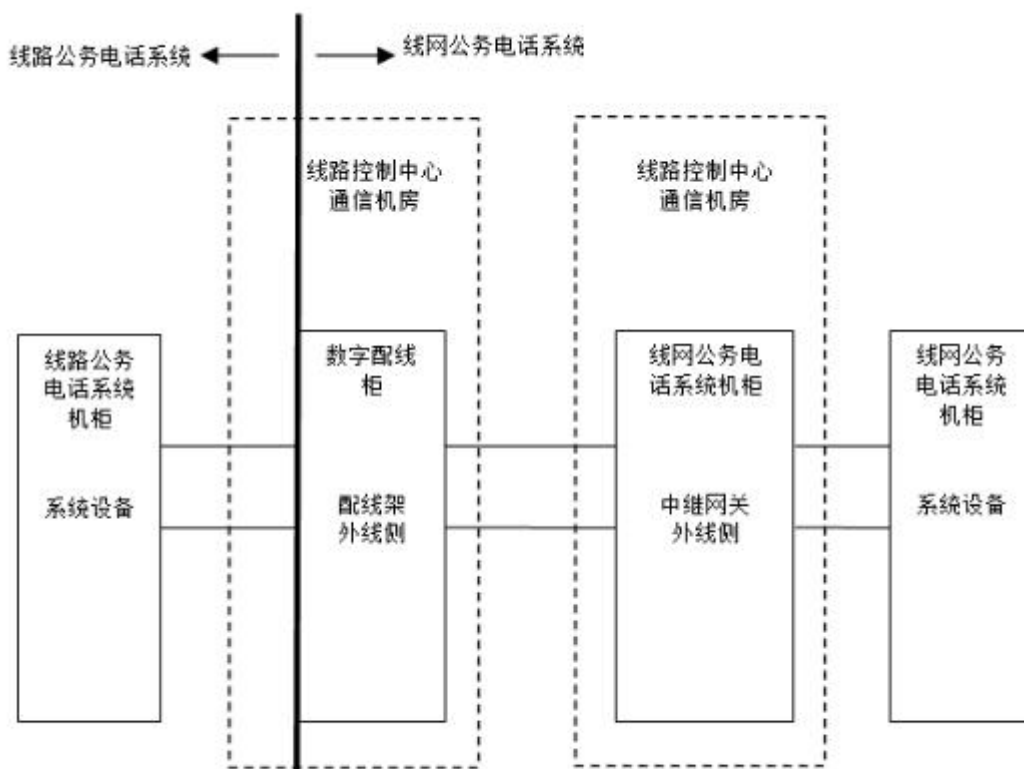 线路公务电话系统
线网公务电话系统
线路控制中心
通信机房
线路控制中心
通信机房
线路公务
电话系统
机柜
系统设备
数字配线
柜
配线架
外线侧
线网公务电
话系统机柜
中继网关
外线侧
线网公务
电话系统
机柜
系统设备